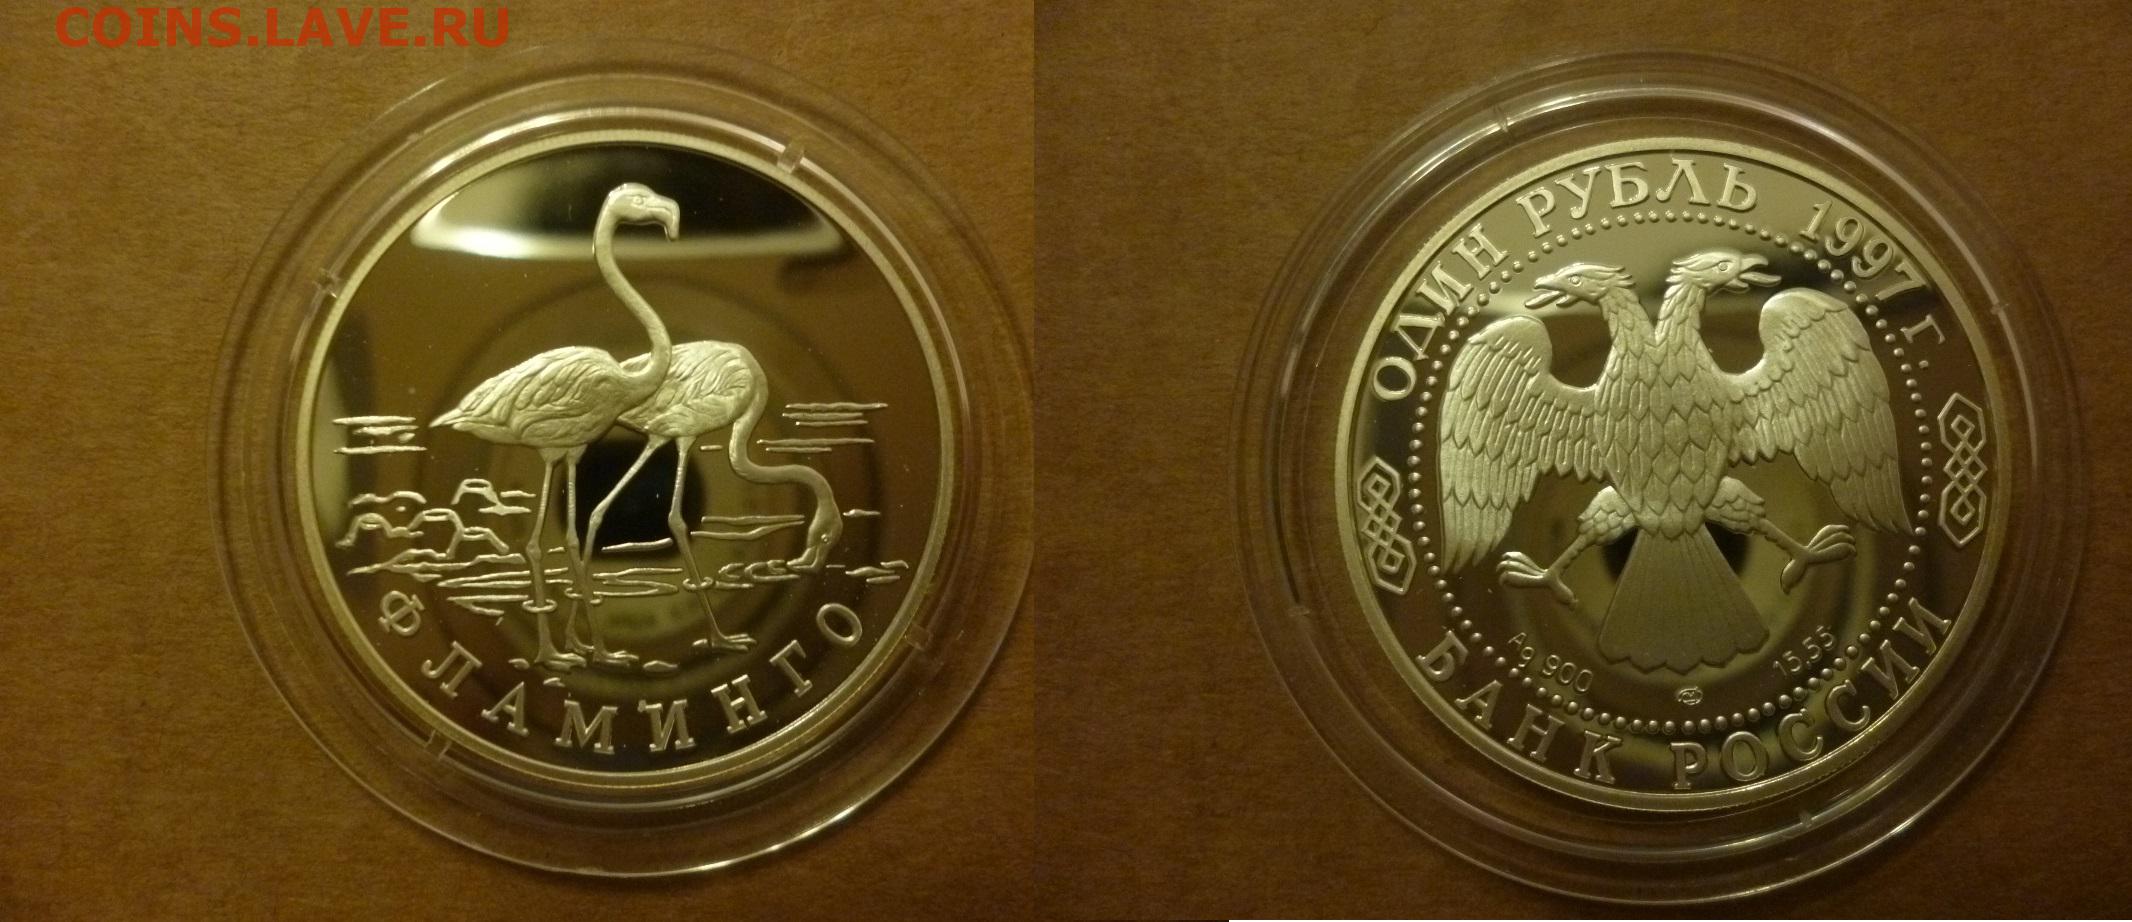 COINS.LAVE.RU
ФЛАМИНГО
ОДИН РУБЛЬ 1997 г.
Ag 900
15,55
БАНК РОССИИ